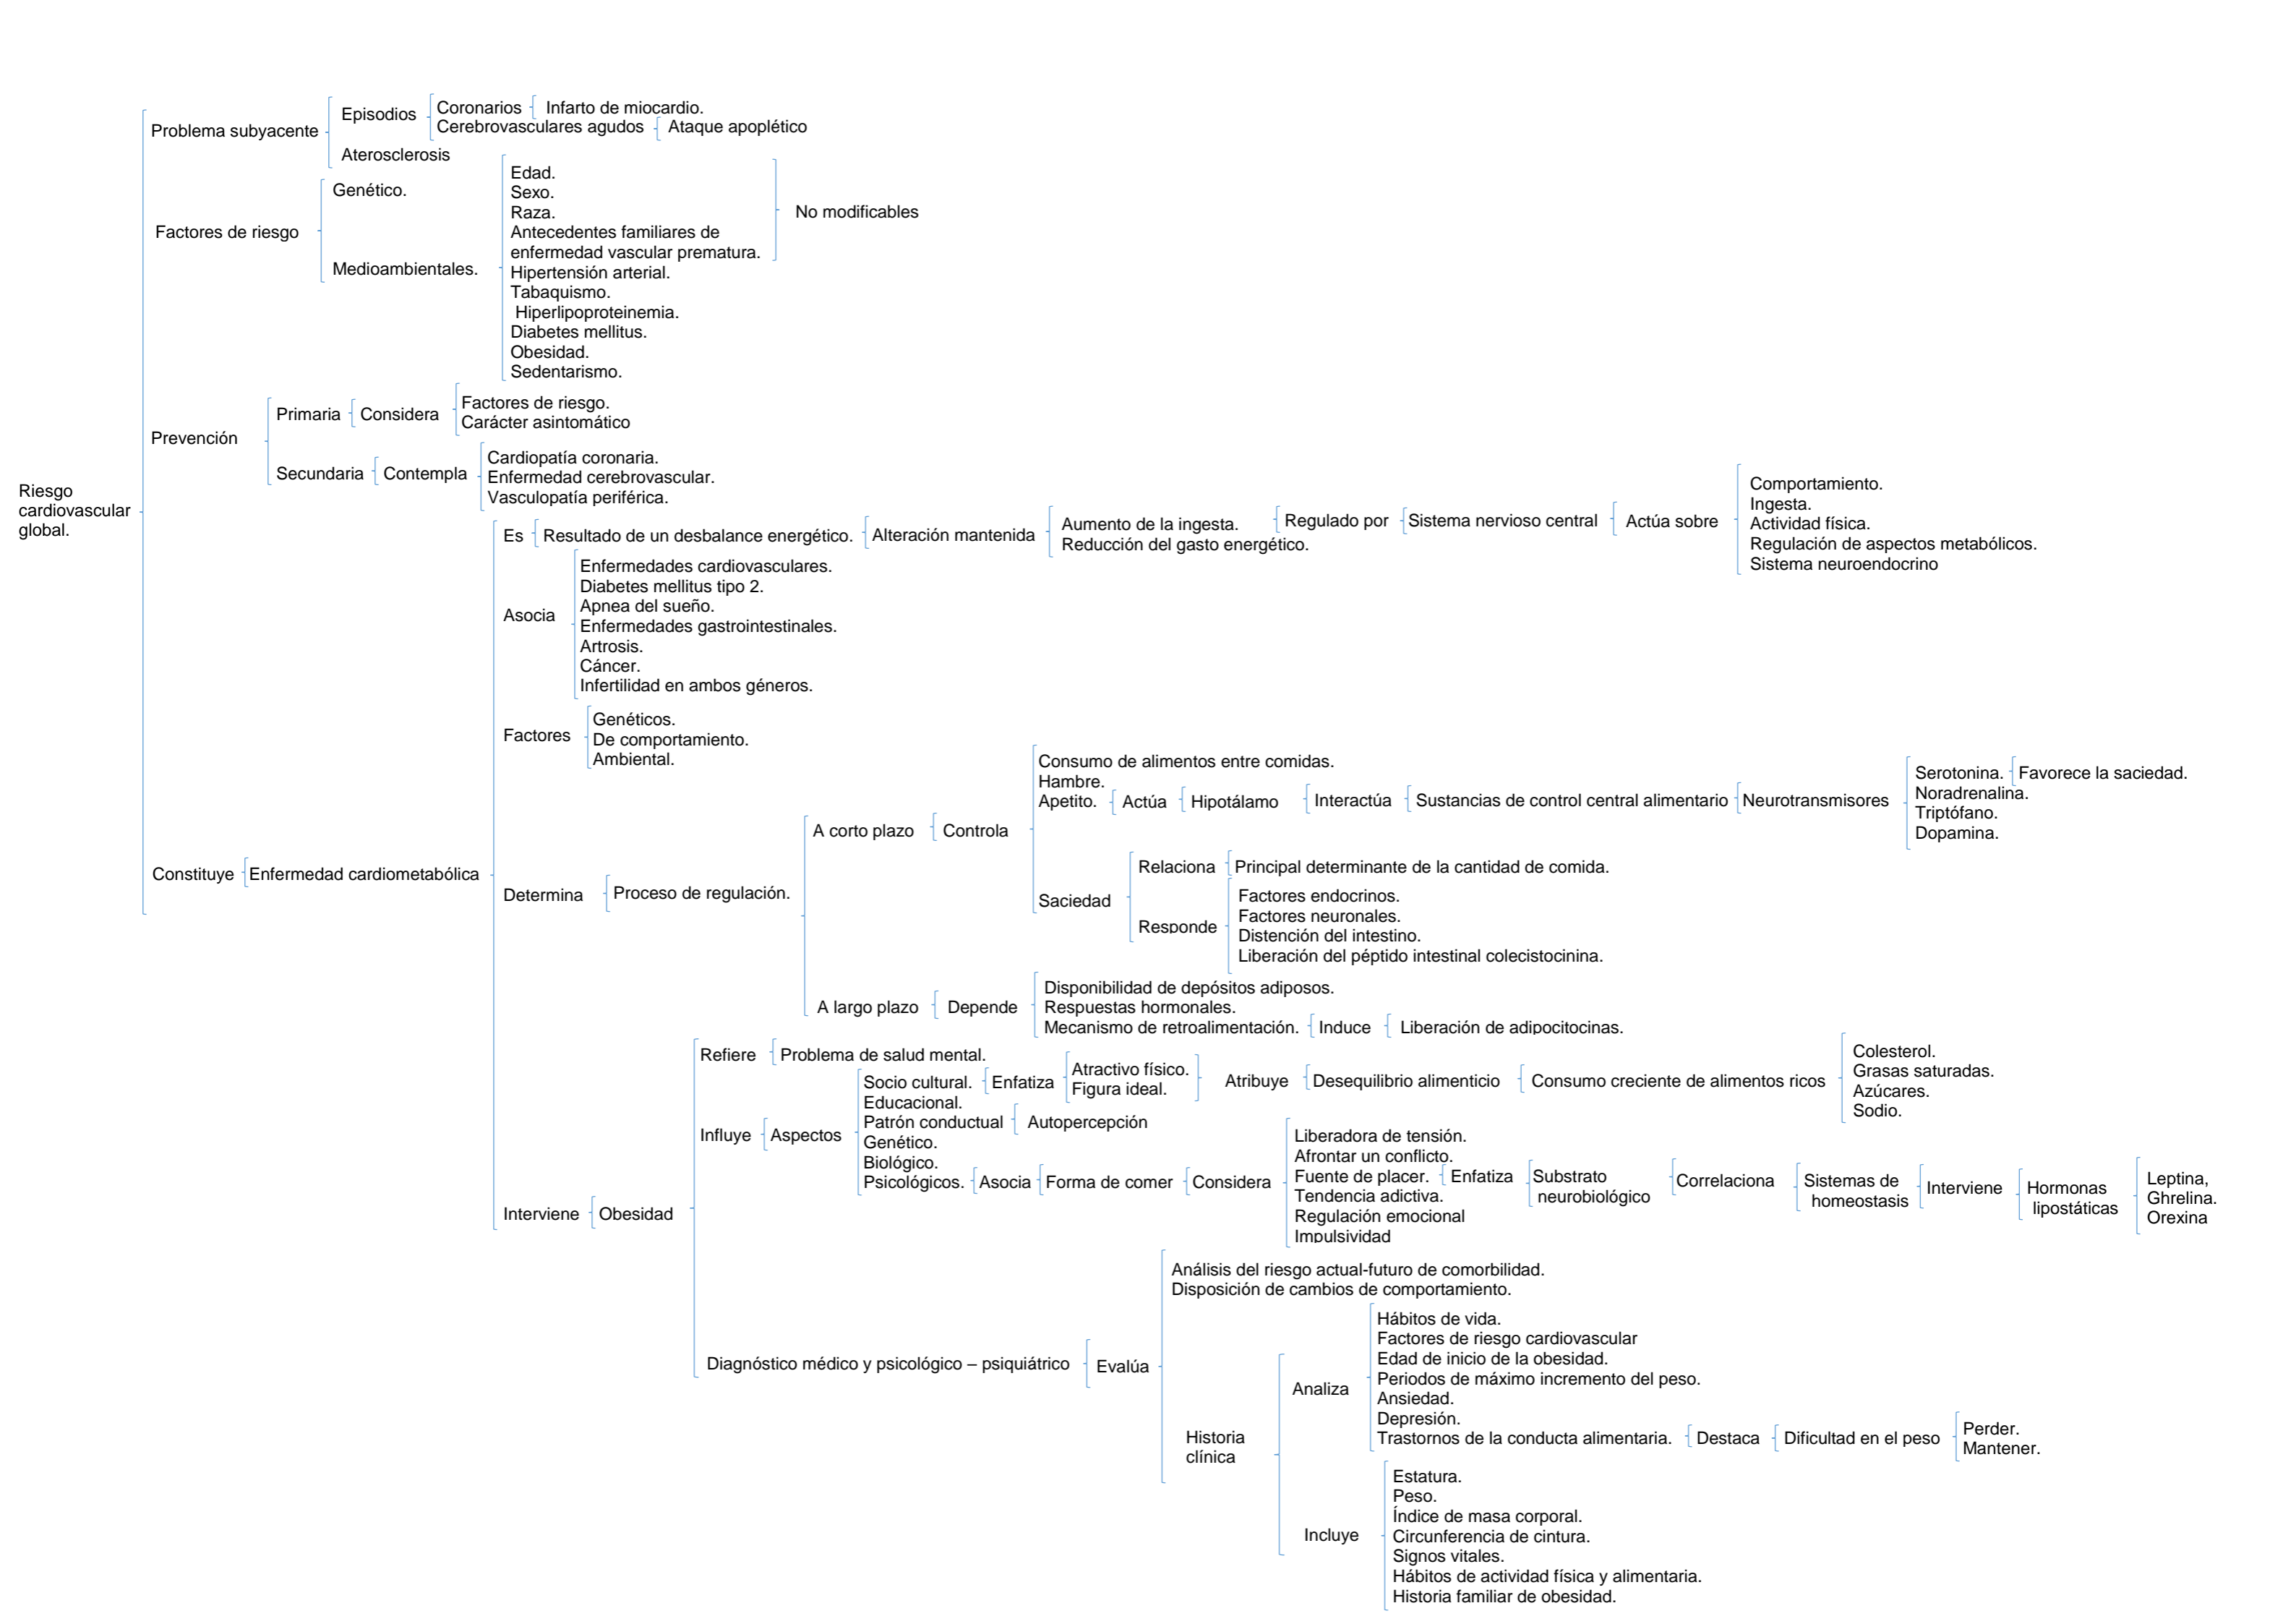 Riesgo
cardiovascular
global.
Problema subyacente
Episodios
Coronarios
Infarto de miocardio.
Cerebrovasculares agudos
Ataque apoplético
Aterosclerosis
Factores de riesgo
Genético.
Medioambientales.
Edad.
Sexo.
Raza.
Antecedentes familiares de
enfermedad vascular prematura.
Hipertensión arterial.
Tabaquismo.
Hiperlipoproteinemia.
Diabetes mellitus.
Obesidad.
Sedentarismo.
No modificables
Prevención
Primaria
Considera
Factores de riesgo.
Carácter asintomático
Secundaria
Contempla
Cardiopatía coronaria.
Enfermedad cerebrovascular.
Vasculopatía periférica.
Constituye
Enfermedad cardiometabólica
Es
Resultado de un desbalance energético.
Alteración mantenida
Aumento de la ingesta.
Reducción del gasto energético.
Regulado por
Sistema nervioso central
Actúa sobre
Comportamiento.
Ingesta.
Actividad física.
Regulación de aspectos metabólicos.
Sistema neuroendocrino
Asocia
Enfermedades cardiovasculares.
Diabetes mellitus tipo 2.
Apnea del sueño.
Enfermedades gastrointestinales.
Artrosis.
Cáncer.
Infertilidad en ambos géneros.
Factores
Genéticos.
De comportamiento.
Ambiental.
Determina
Proceso de regulación.
A corto plazo
Controla
Consumo de alimentos entre comidas.
Hambre.
Apetito.
Actúa
Hipotálamo
Interactúa
Sustancias de control central alimentario
Neurotransmisores
Serotonina.
Favorece la saciedad.
Noradrenalina.
Triptófano.
Dopamina.
Saciedad
Relaciona
Principal determinante de la cantidad de comida.
Responde
Factores endocrinos.
Factores neuronales.
Distención del intestino.
Liberación del péptido intestinal colecistocinina.
A largo plazo
Depende
Disponibilidad de depósitos adiposos.
Respuestas hormonales.
Mecanismo de retroalimentación.
Induce
Liberación de adipocitocinas.
Interviene
Obesidad
Refiere
Problema de salud mental.
Influye
Aspectos
Socio cultural.
Enfatiza
Atractivo físico.
Figura ideal.
Atribuye
Desequilibrio alimenticio
Consumo creciente de alimentos ricos
Colesterol.
Grasas saturadas.
Azúcares.
Sodio.
Educacional.
Patrón conductual
Autopercepción
Genético.
Biológico.
Psicológicos.
Asocia
Forma de comer
Considera
Liberadora de tensión.
Afrontar un conflicto.
Fuente de placer.
Enfatiza
Substrato
neurobiológico
Correlaciona
Sistemas de
homeostasis
Interviene
Hormonas
lipostáticas
Leptina,
Ghrelina.
Orexina
Tendencia adictiva.
Regulación emocional
Impulsividad
Diagnóstico médico y psicológico – psiquiátrico
Evalúa
Análisis del riesgo actual-futuro de comorbilidad.
Disposición de cambios de comportamiento.
Historia
clínica
Analiza
Hábitos de vida.
Factores de riesgo cardiovascular
Edad de inicio de la obesidad.
Periodos de máximo incremento del peso.
Ansiedad.
Depresión.
Trastornos de la conducta alimentaria.
Destaca
Dificultad en el peso
Perder.
Mantener.
Incluye
Estatura.
Peso.
Índice de masa corporal.
Circunferencia de cintura.
Signos vitales.
Hábitos de actividad física y alimentaria.
Historia familiar de obesidad.